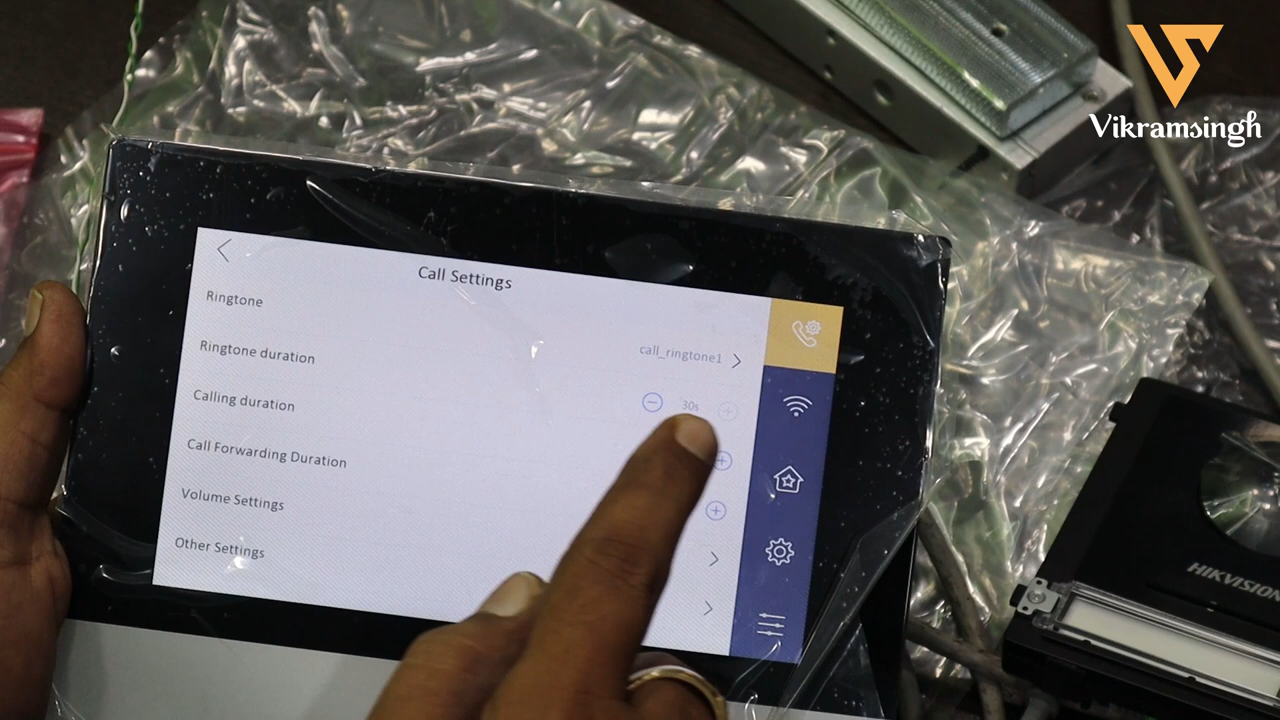 Vikramsingh
Call Settings
Ringtone
call_ringtone1
Ringtone duration
30s
Calling duration
Call Forwarding Duration
Volume Settings
Other Settings
HIKVISION